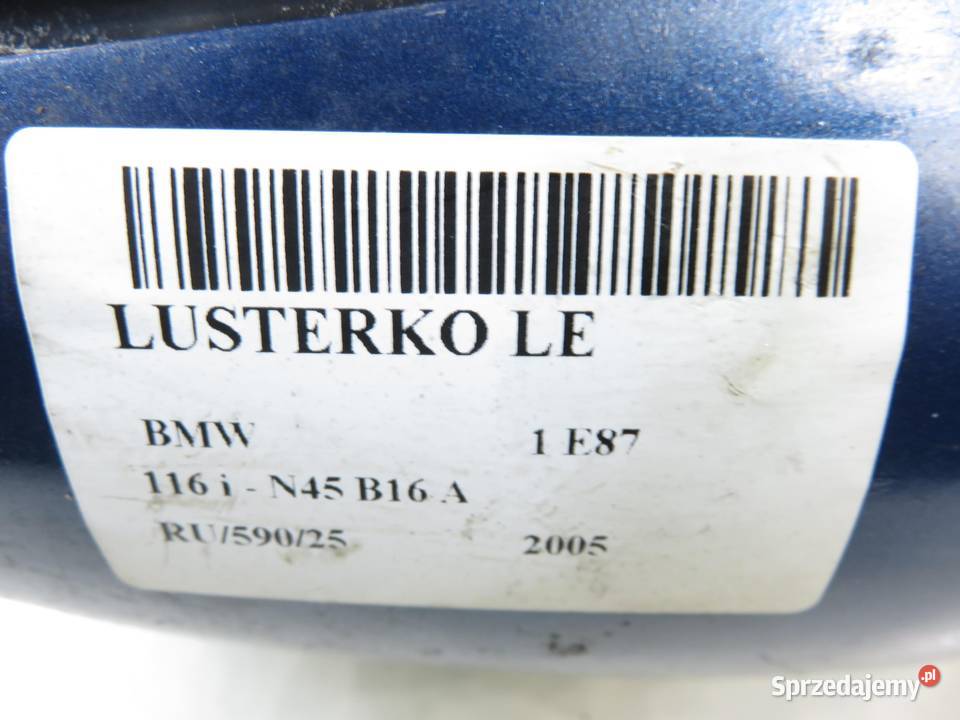 LUSTERKO LE
BMW 1 E87
116 i - N45 B16 A
RU/590/25 2005
Sprzedajemy.pl